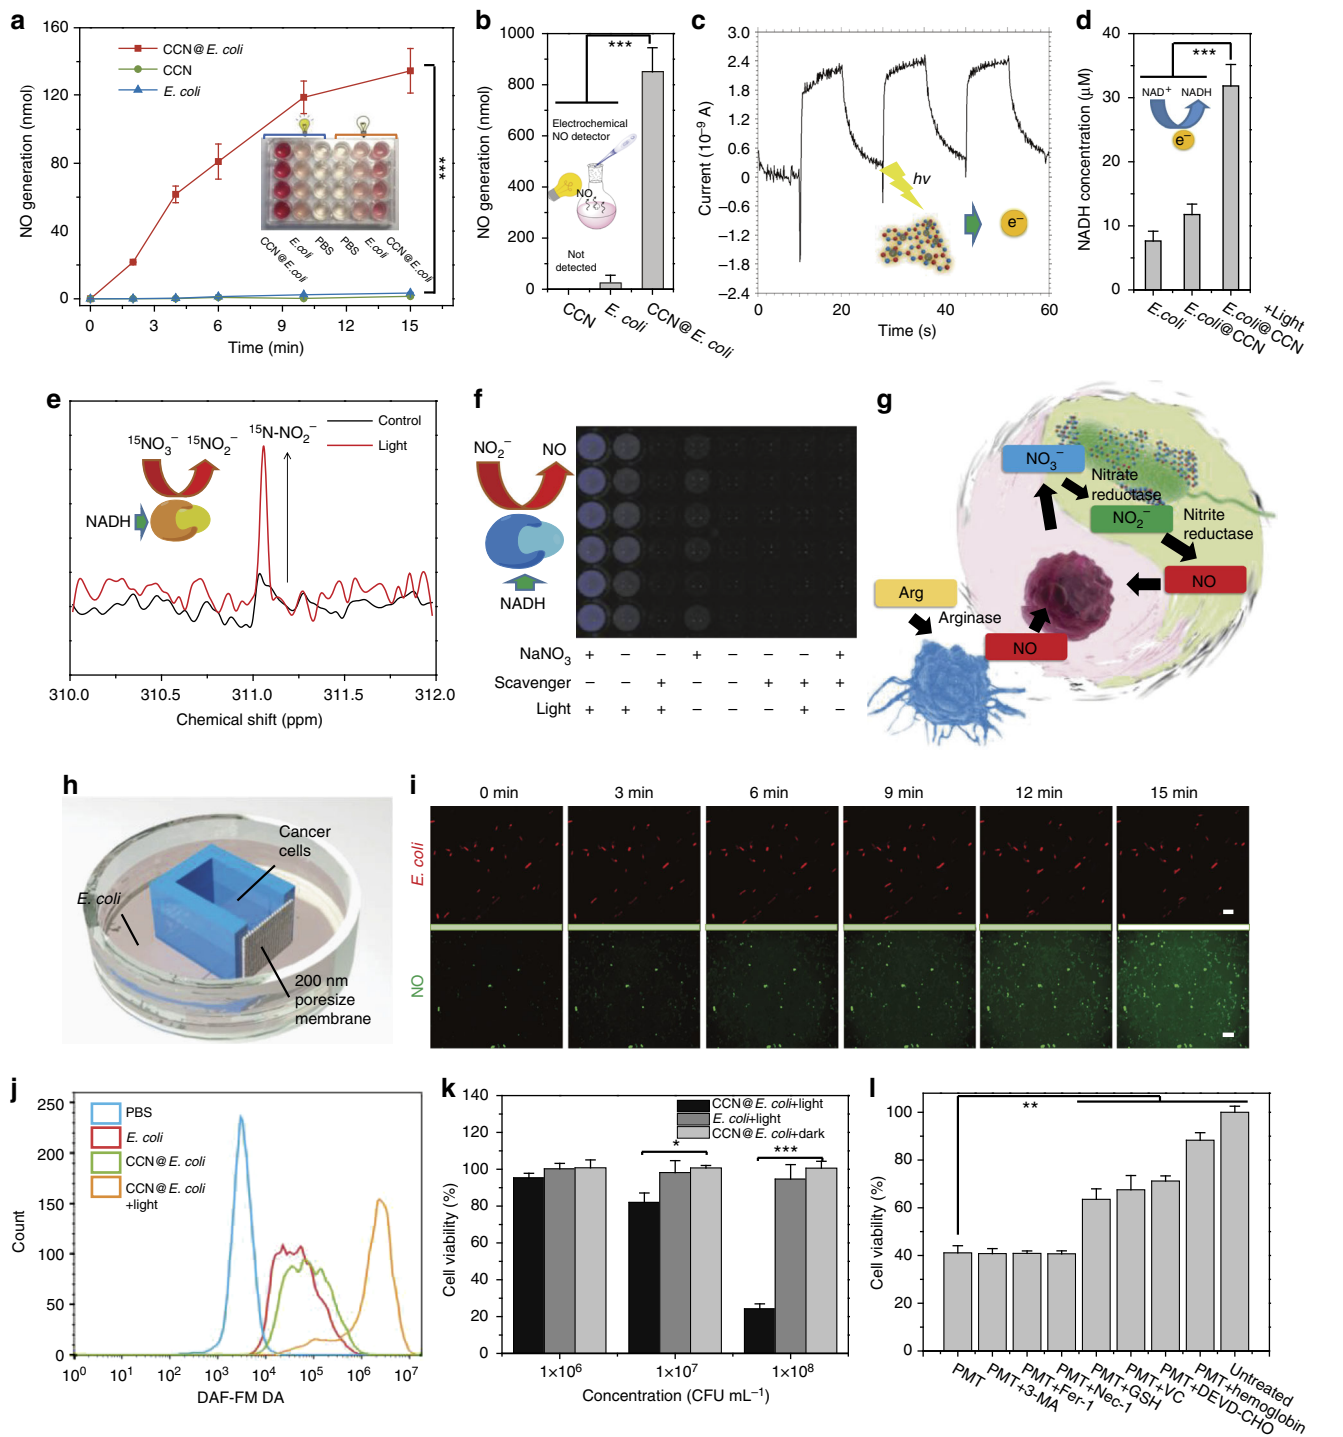 a
160
120
80
40
0
0
3
6
9
12
15
NO generation (nmol)
Time (min)
CCN@E. coli
CCN
E. coli
CCN@E.coli
E.coli
PBS
PBS
E.coli
CCN@E.coli
***
b
1000
800
600
400
200
0
NO generation (nmol)
***
Electrochemical
NO detector
NO
Not
detected
CCN
E. coli
CCN@E. coli
c
3.0
2.4
1.8
1.2
0.6
0
−0.6
−1.2
−1.8
−2.4
Current (10⁻⁹ A)
hv
e⁻
0
20
40
60
Time (s)
d
40
30
20
10
0
NADH concentration (μM)
***
NAD⁺
NADH
e⁻
E.coli
E.coli@CCN
E.coli@CCN
+Light
e
¹⁵NO₃⁻
¹⁵NO₂⁻
¹⁵N-NO₂⁻
Control
Light
NADH
310.0
310.5
311.0
311.5
312.0
Chemical shift (ppm)
f
NO₂⁻
NO
NADH
NaNO₃ + − − + − − − +
Scavenger − − + − − + + +
Light + + + − − − + −
g
NO₃⁻
Nitrate
reductase
NO₂⁻
Nitrite
reductase
NO
Arg
Arginase
NO
h
Cancer
cells
E. coli
200 nm
poresize
membrane
i
0 min
3 min
6 min
9 min
12 min
15 min
E. coli
NO
j
250
200
150
100
50
0
Count
PBS
E. coli
CCN@E. coli
CCN@E. coli
+light
10⁰
10¹
10²
10³
10⁴
10⁵
10⁶
10⁷
DAF-FM DA
k
140
120
100
80
60
40
20
0
Cell viability (%)
CCN@E. coli+light
E. coli+light
CCN@E. coli+dark
*
***
1×10⁶
1×10⁷
1×10⁸
Concentration (CFU mL⁻¹)
l
100
80
60
40
20
0
Cell viability (%)
**
PMT
PMT+3-MA
PMT+Fer-1
PMT+Nec-1
PMT+GSH
PMT+VC
PMT+DEVD-CHO
PMT+hemoglobin
Untreated